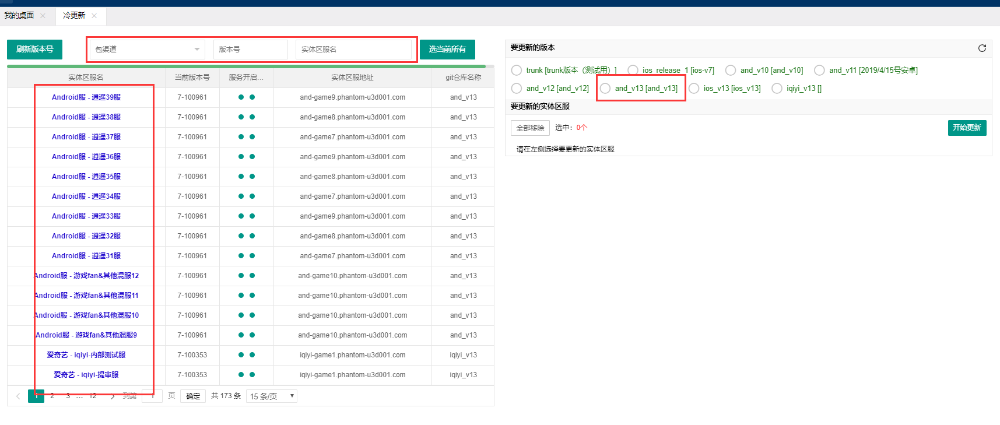 我的桌面 冷更新
刷新版本号 包渠道 版本号 实体区服名 选当前所有
实体区服名 当前版本号 服务开启... 实体区服地址 git仓库名称
Android服 - 逍遥39服 7-100961 and-game9.phantom-u3d001.com and_v13
Android服 - 逍遥38服 7-100961 and-game8.phantom-u3d001.com and_v13
Android服 - 逍遥37服 7-100961 and-game7.phantom-u3d001.com and_v13
Android服 - 逍遥36服 7-100961 and-game9.phantom-u3d001.com and_v13
Android服 - 逍遥35服 7-100961 and-game8.phantom-u3d001.com and_v13
Android服 - 逍遥34服 7-100961 and-game7.phantom-u3d001.com and_v13
Android服 - 逍遥33服 7-100961 and-game9.phantom-u3d001.com and_v13
Android服 - 逍遥32服 7-100961 and-game8.phantom-u3d001.com and_v13
Android服 - 逍遥31服 7-100961 and-game7.phantom-u3d001.com and_v13
Android服 - 游戏fan&其他混服12 7-100961 and-game10.phantom-u3d001.com and_v13
Android服 - 游戏fan&其他混服11 7-100961 and-game10.phantom-u3d001.com and_v13
Android服 - 游戏fan&其他混服10 7-100961 and-game10.phantom-u3d001.com and_v13
Android服 - 游戏fan&其他混服9 7-100961 and-game10.phantom-u3d001.com and_v13
爱奇艺 - iqiyi-内部测试服 7-100353 iqiyi-game1.phantom-u3d001.com iqiyi_v13
爱奇艺 - iqiyi-提审服 7-100353 iqiyi-game1.phantom-u3d001.com iqiyi_v13
1 2 3 ... 12 到第 1 页 确定 共 173 条 15 条/页
要更新的版本
trunk [trunk版本（测试用）] ios_release_1 [ios-v7] and_v10 [and_v10] and_v11 [2019/4/15号安卓]
and_v12 [and_v12] and_v13 [and_v13] ios_v13 [ios_v13] iqiyi_v13 []
要更新的实体区服
全部移除 选中：0个 开始更新
请在左侧选择要更新的实体区服